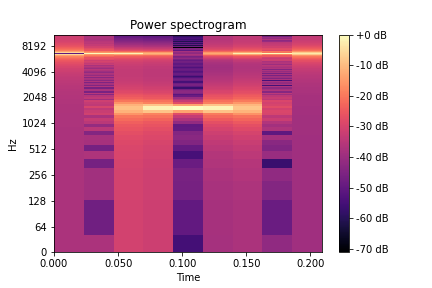 Power spectrogram
Hz
8192
4096
2048
1024
512
256
128
64
0
0.000 0.050 0.100 0.150 0.200
Time
+0 dB
-10 dB
-20 dB
-30 dB
-40 dB
-50 dB
-60 dB
-70 dB